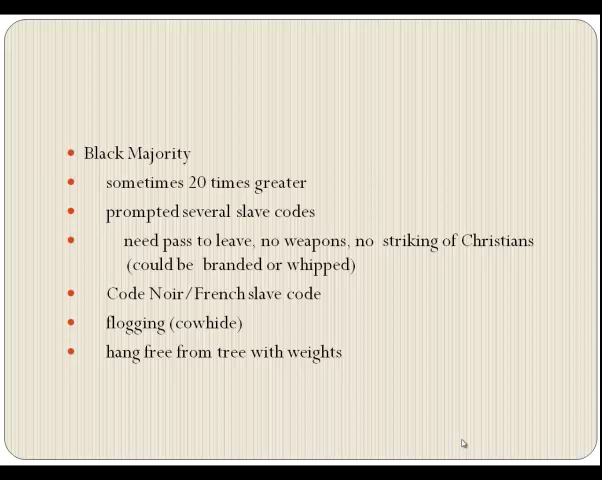 Black Majority
sometimes 20 times greater
prompted several slave codes
need pass to leave, no weapons, no striking of Christians
(could be branded or whipped)
Code Noir/French slave code
flogging (cowhide)
hang free from tree with weights